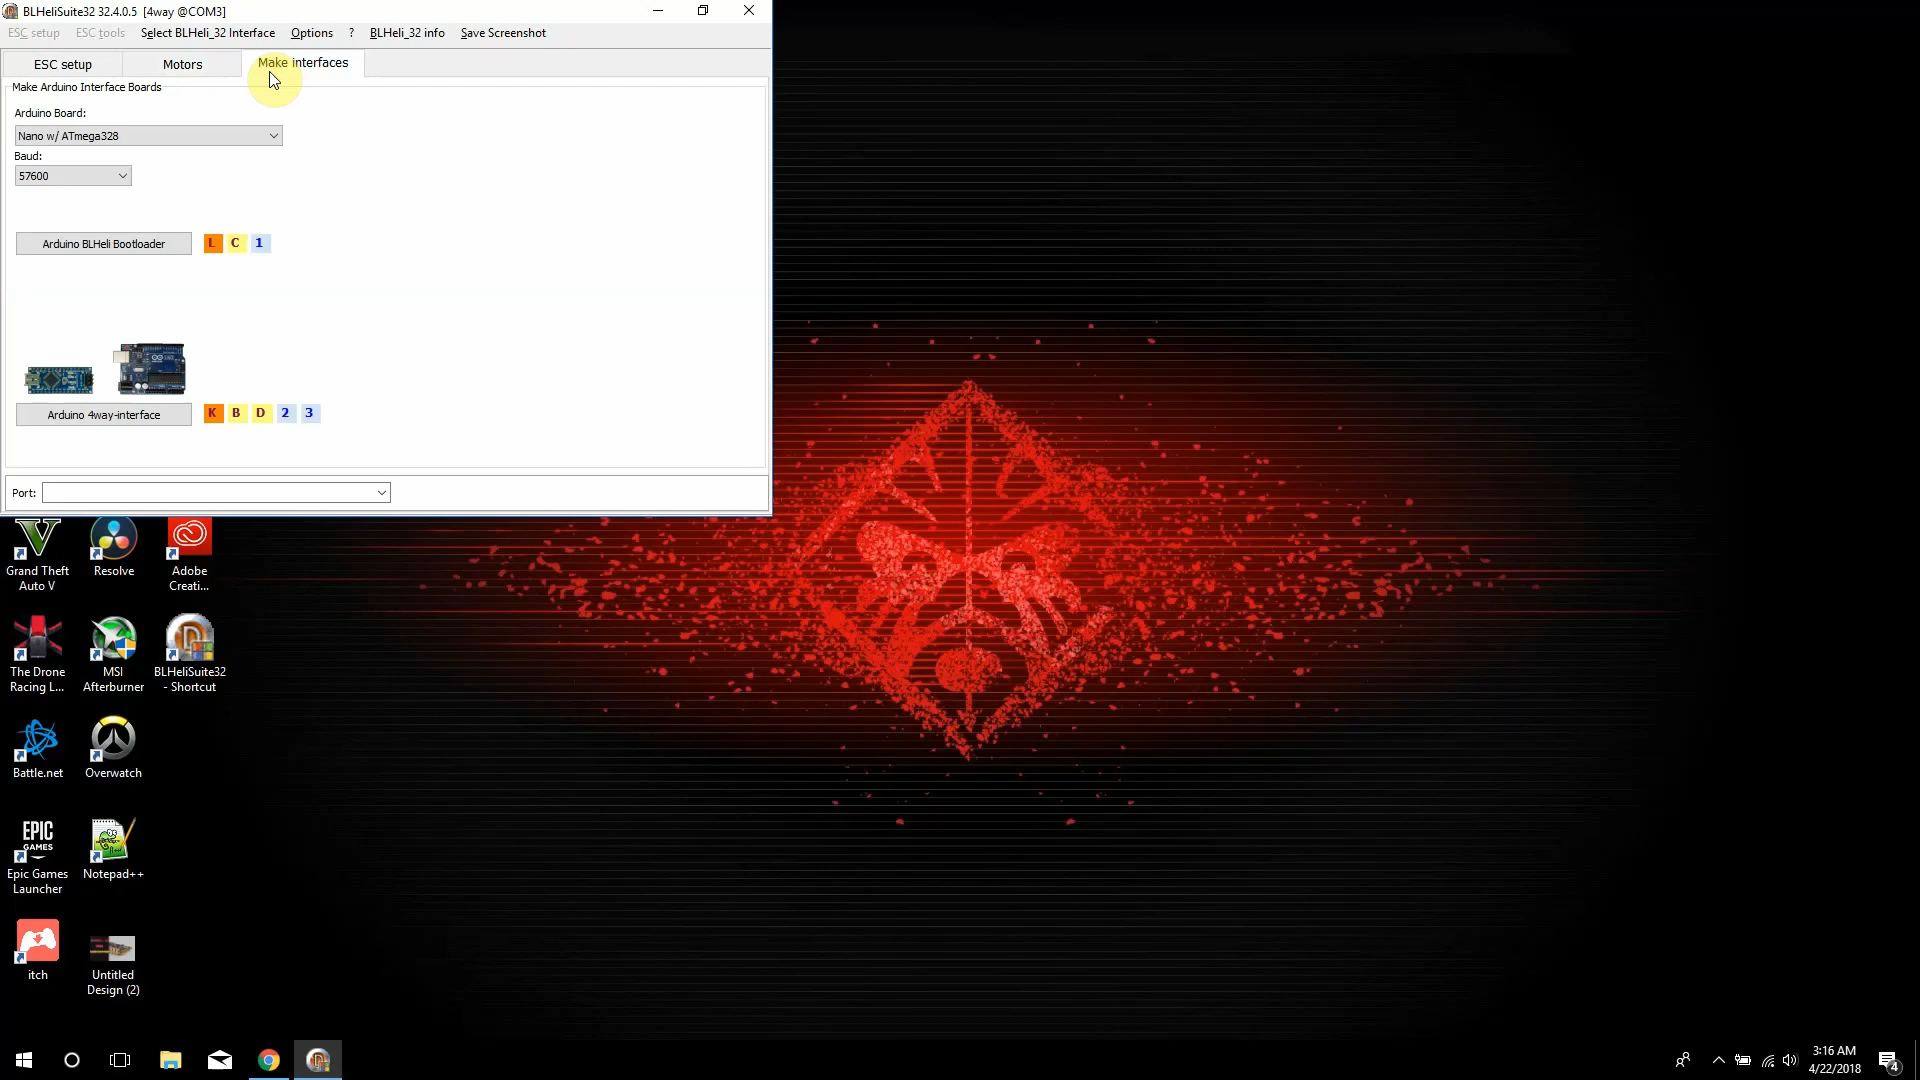 BLHeliSuite32 32.4.0.5  [4way @COM3]
ESC setup ESC tools Select BLHeli_32 Interface Options ? BLHeli_32 info Save Screenshot
ESC setup Motors Make interfaces
Make Arduino Interface Boards
Arduino Board:
Nano w/ ATmega328
Baud:
57600
Arduino BLHeli Bootloader L C 1
Arduino 4way-interface K B D 2 3
Port:
Grand Theft
Auto V
Resolve
Adobe
Creati...
The Drone
Racing L...
MSI
Afterburner
BLHeliSuite32
- Shortcut
Battle.net
Overwatch
EPIC
GAMES
Epic Games
Launcher
Notepad++
itch
Untitled
Design (2)
3:16 AM
4/22/2018
4